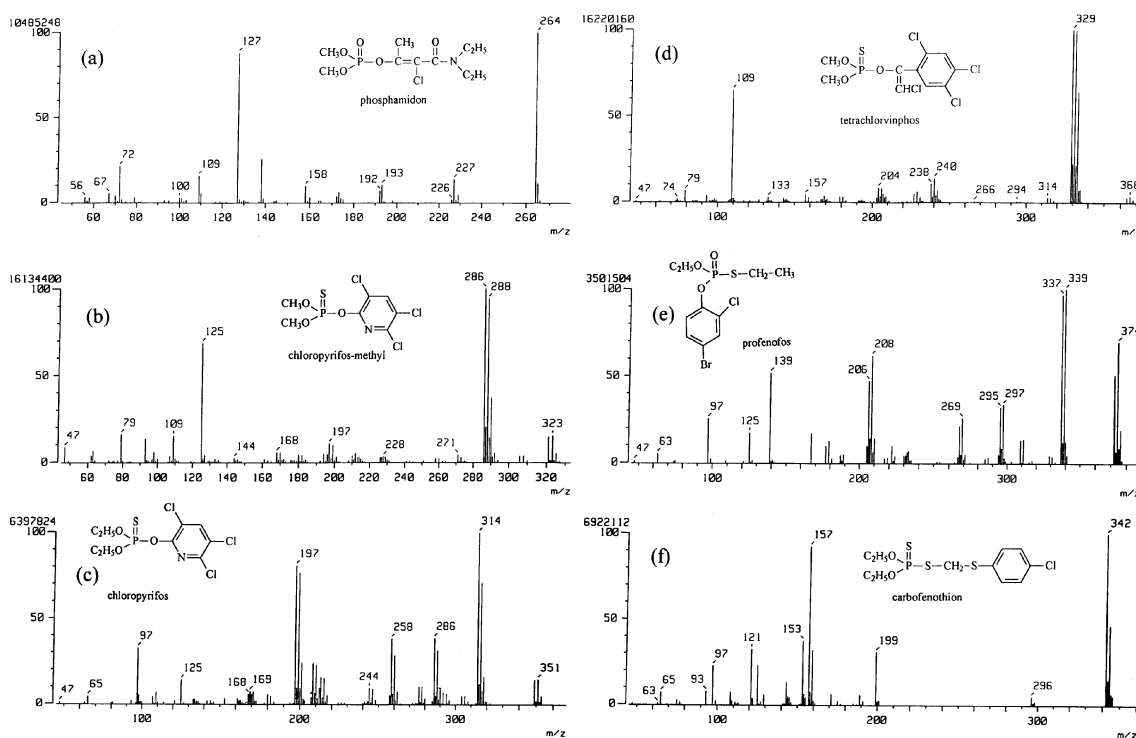 10485248
(a)
100
50
0
56
67
72
100
109
127
158
192
193
226
227
264
O
CH₃O
CH₃O
P
O
CH₃
C
C
Cl
O
C
N
C₂H₅
C₂H₅
phosphamidon
60 80 100 120 140 160 180 200 220 240 260
m/z
16134400
(b)
100
50
0
47
79
109
125
144
168
197
228
271
286
288
323
S
CH₃O
CH₃O
P
O
N
Cl
Cl
Cl
chloropyrifos-methyl
60 80 100 120 140 160 180 200 220 240 260 280 300 320
m/z
6397824
(c)
100
50
0
47
65
97
125
168
169
197
244
258
286
314
351
S
C₂H₅O
C₂H₅O
P
O
N
Cl
Cl
Cl
chloropyrifos
100 200 300
m/z
16220160
(d)
100
50
0
47
74
79
109
133
157
204
238
240
266
294
314
329
368
S
CH₃O
CH₃O
P
O
C
CHCl
Cl
Cl
Cl
tetrachlorvinphos
100 200 300
m/z
3501504
(e)
100
50
0
47
63
97
125
139
206
208
269
295
297
337
339
374
O
C₂H₅O
P
S
CH₂
CH₃
O
Cl
Br
profenofos
100 200 300
m/z
6922112
(f)
100
50
0
63
65
93
97
121
153
157
199
296
342
S
C₂H₅O
C₂H₅O
P
S
CH₂
S
Cl
carbofenothion
100 200 300
m/z